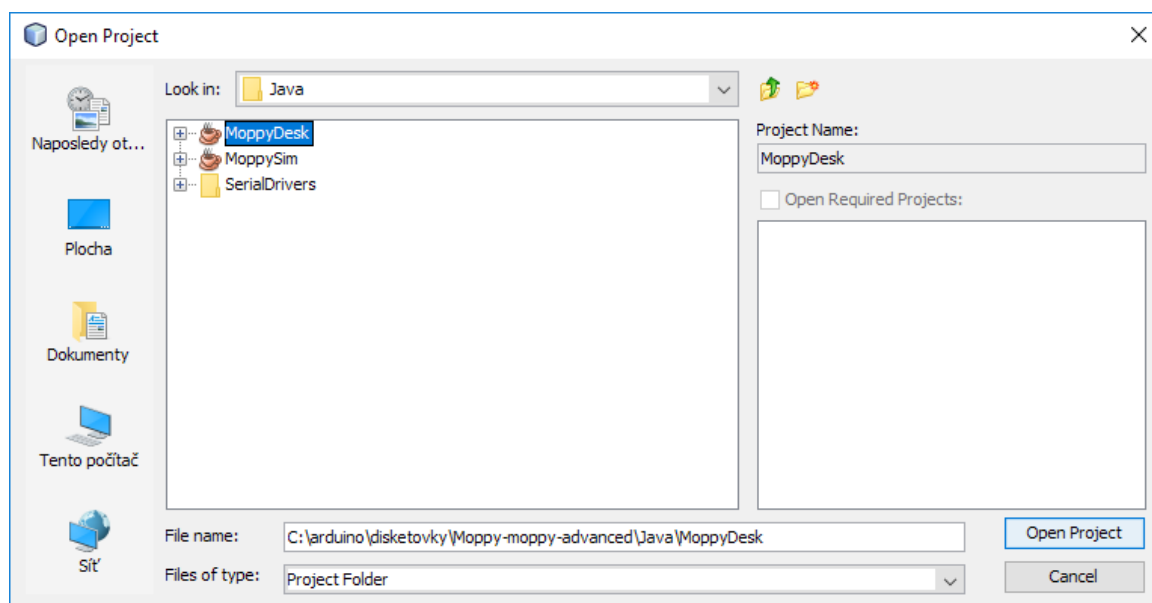 Open Project
Look in:
Java
Naposledy ot...
Plocha
Dokumenty
Tento počítač
Síť
MoppyDesk
MoppySim
SerialDrivers
Project Name:
MoppyDesk
Open Required Projects:
File name:
C:\arduino\disketovky\Moppy-moppy-advanced\Java\MoppyDesk
Open Project
Files of type:
Project Folder
Cancel